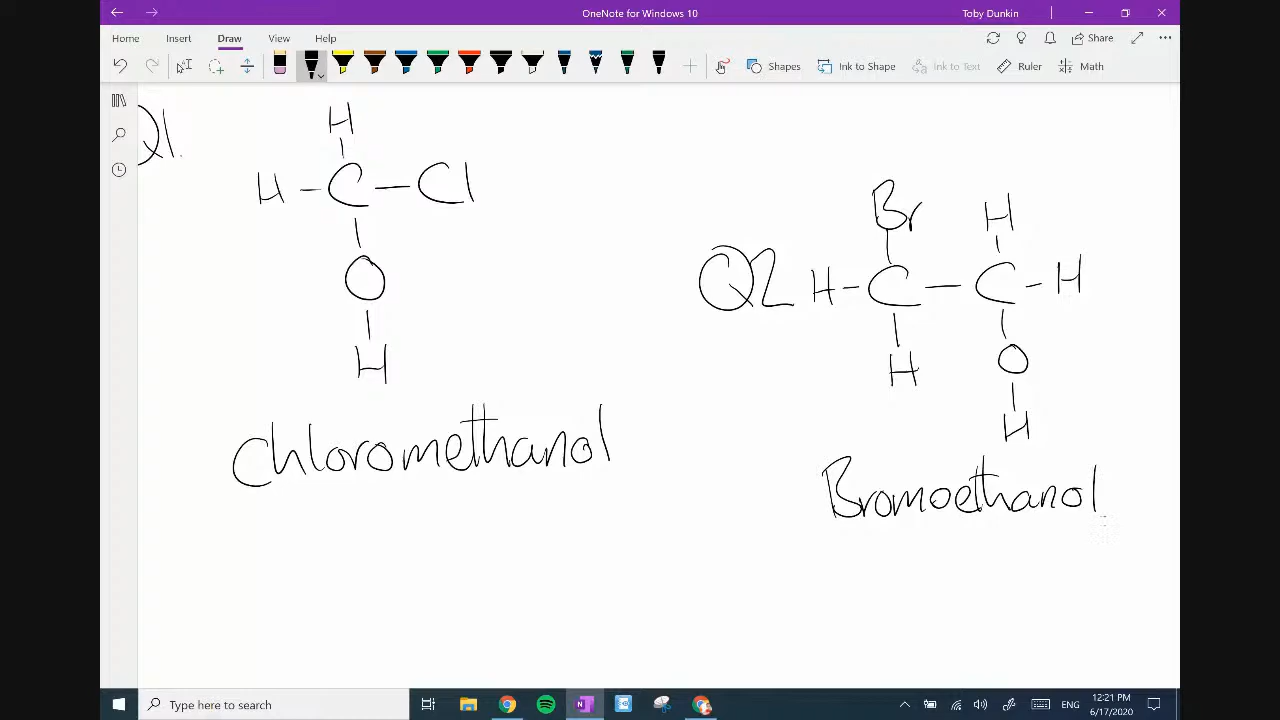 OneNote for Windows 10
Toby Dunkin
Home Insert Draw View Help
Share
Shapes Ink to Shape Ink to Text Ruler Math
Q1.
H
H - C - Cl
O
H
Chloromethanol
Br H
Q2 H - C - C - H
H O
H
Bromoethanol
Type here to search
ENG
12:21 PM
6/17/2020